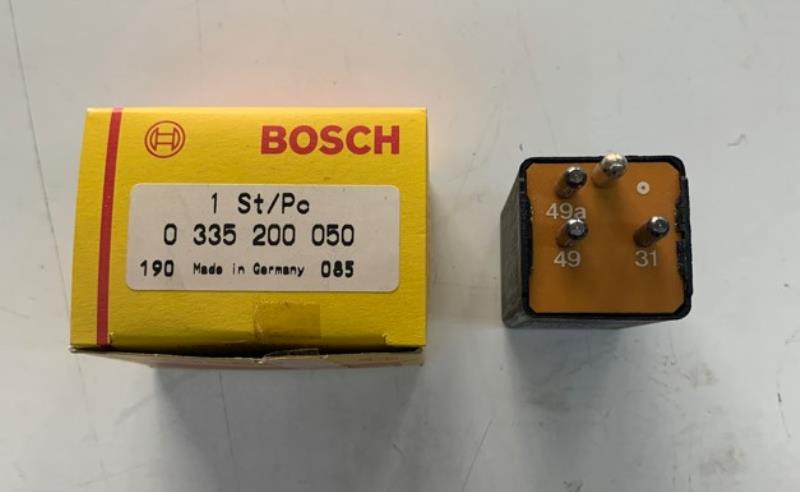 BOSCH
1 St/Pc
0 335 200 050
190 Made in Germany 085
49a
49 31